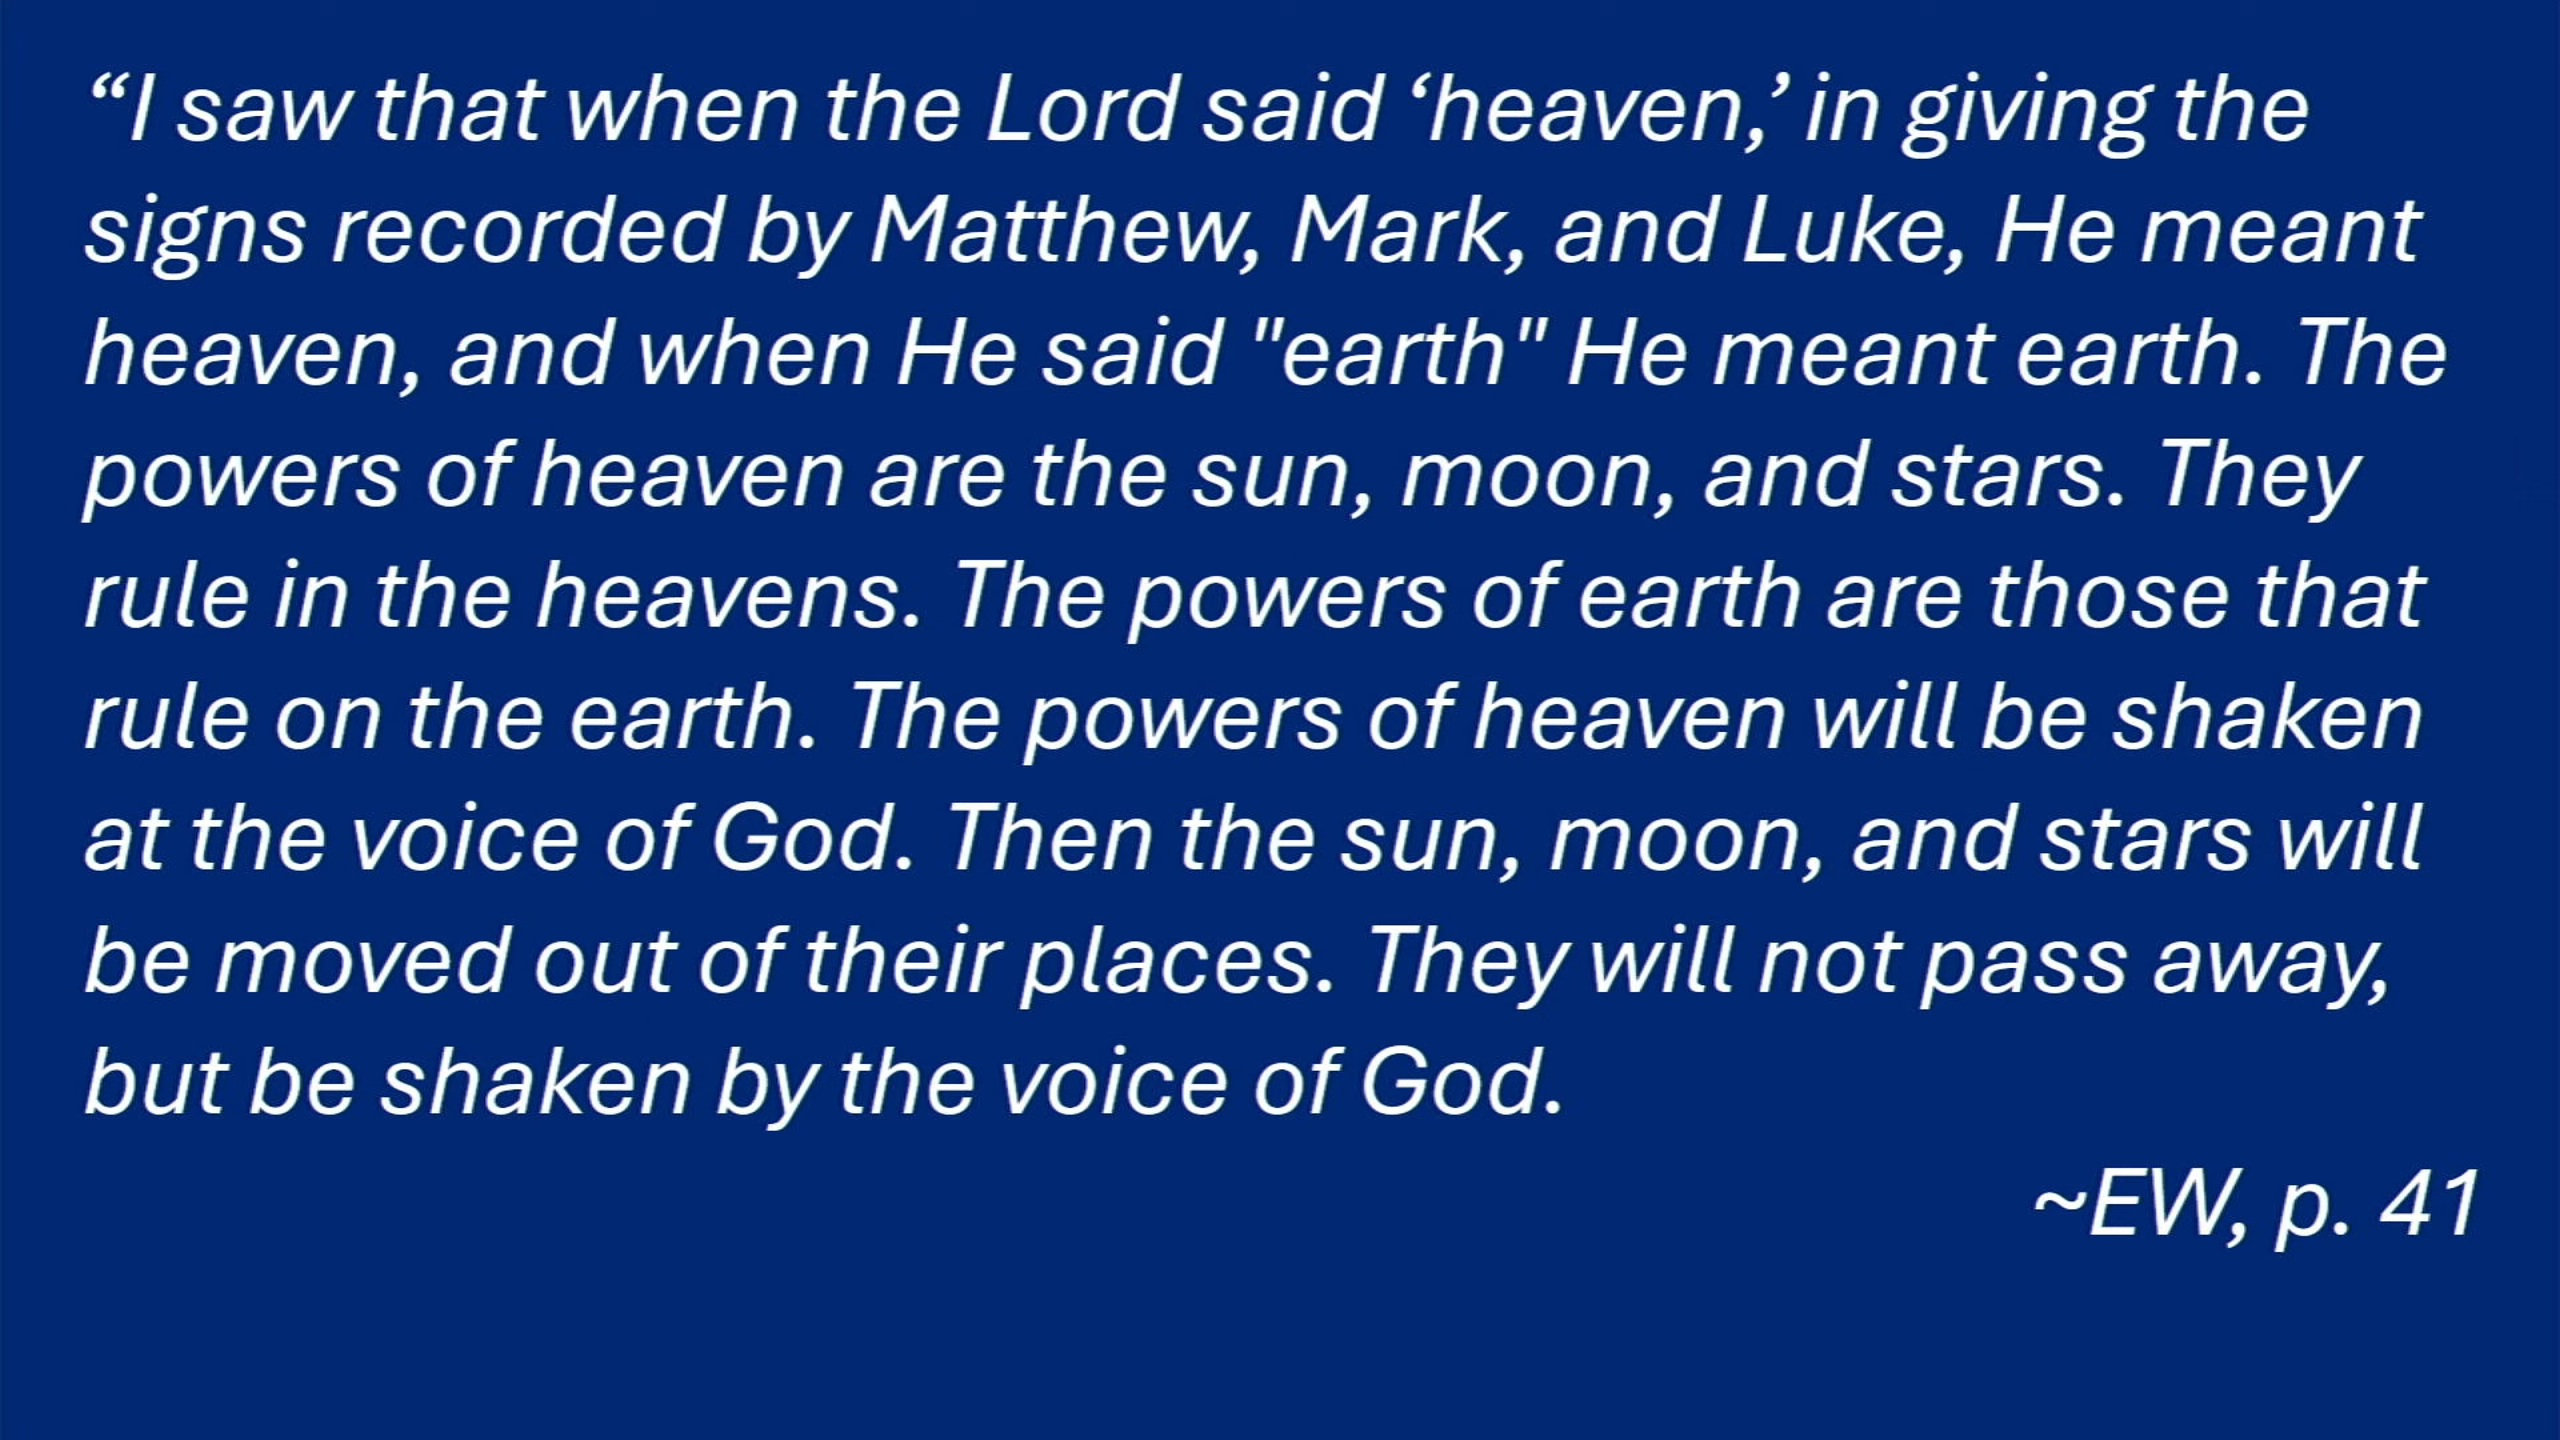 “I saw that when the Lord said ‘heaven,’ in giving the
signs recorded by Matthew, Mark, and Luke, He meant
heaven, and when He said "earth" He meant earth. The
powers of heaven are the sun, moon, and stars. They
rule in the heavens. The powers of earth are those that
rule on the earth. The powers of heaven will be shaken
at the voice of God. Then the sun, moon, and stars will
be moved out of their places. They will not pass away,
but be shaken by the voice of God.
~EW, p. 41